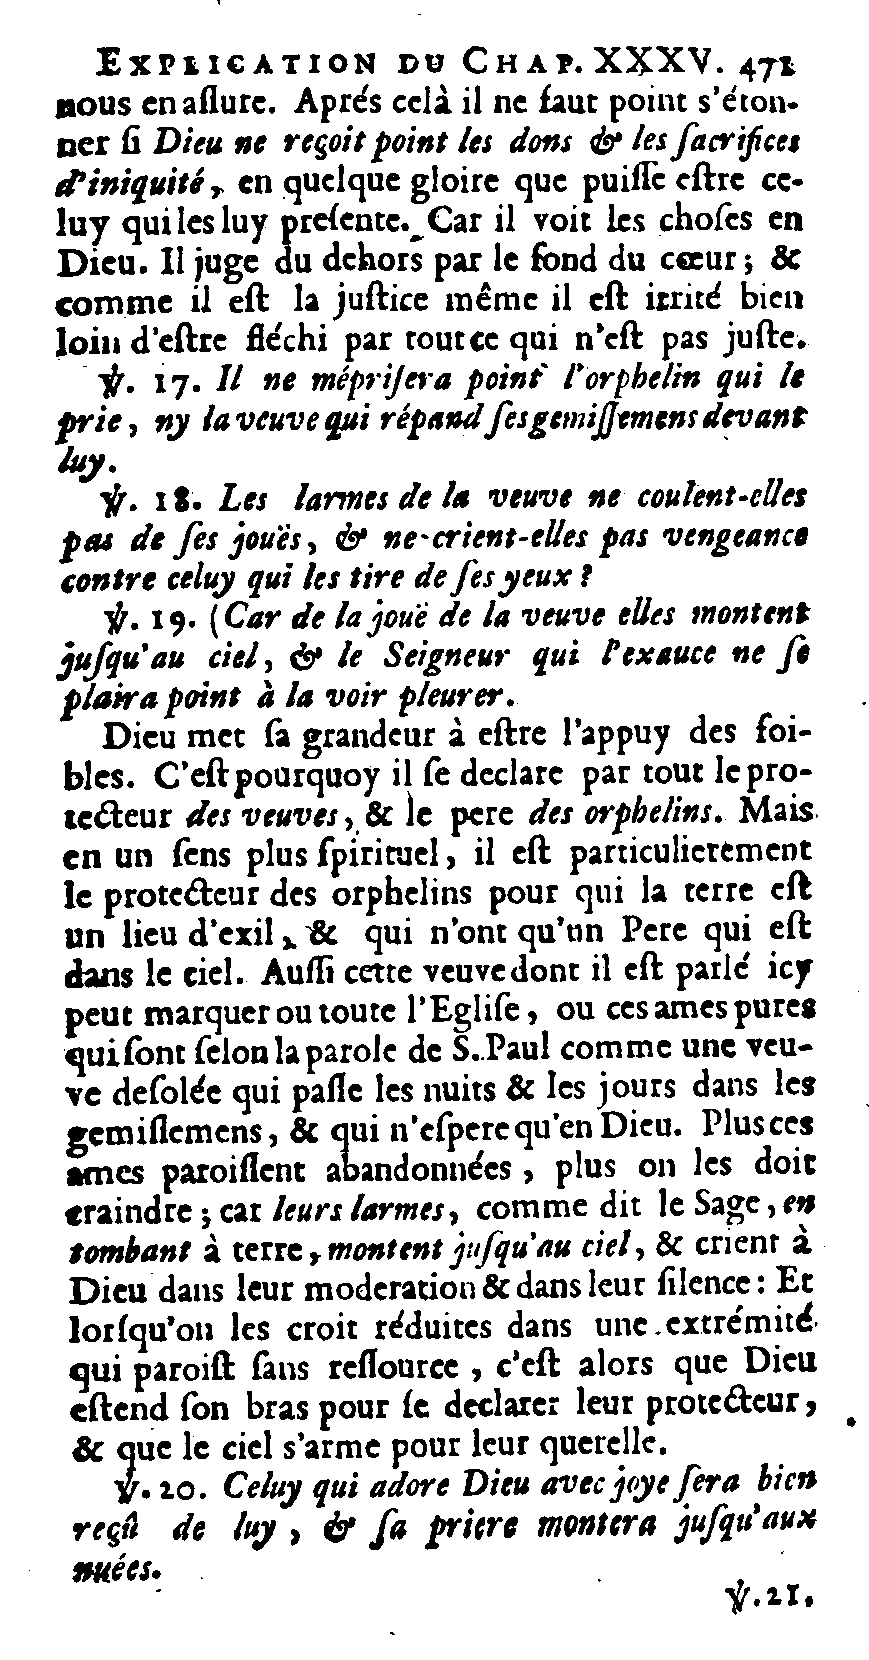 EXPLICATION DU CHAP. XXXV. 471
nous en aſſure. Aprés celà il ne faut point s'éton-
ner ſi Dieu ne reçoit point les dons & les ſacrifices
d'iniquité, en quelque gloire que puiſſe eſtre ce-
luy qui les luy preſente. Car il voit les choſes en
Dieu. Il juge du dehors par le fond du cœur; &
comme il eſt la juſtice même il eſt irrité bien
loin d'eſtre fléchi par tout ce qui n'eſt pas juſte.
℣. 17. Il ne mépriſera point l'orphelin qui le
prie, ny la veuve qui répand ſes gemiſſemens devant
luy.
℣. 18. Les larmes de la veuve ne coulent-elles
pas de ſes jouës, & ne-crient-elles pas vengeance
contre celuy qui les tire de ſes yeux?
℣. 19. (Car de la jouë de la veuve elles montent
juſqu'au ciel, & le Seigneur qui l'exauce ne ſe
plaira point à la voir pleurer.
Dieu met ſa grandeur à eſtre l'appuy des foi-
bles. C'eſt pourquoy il ſe declare par tout le pro-
tecteur des veuves, & le pere des orphelins. Mais
en un ſens plus ſpirituel, il eſt particulierement
le protecteur des orphelins pour qui la terre eſt
un lieu d'exil, & qui n'ont qu'un Pere qui eſt
dans le ciel. Auſſi cette veuve dont il eſt parlé icy
peut marquer ou toute l'Egliſe, ou ces ames pures
qui ſont ſelon la parole de S. Paul comme une veu-
ve deſolée qui paſſe les nuits & les jours dans les
gemiſſemens, & qui n'eſpere qu'en Dieu. Plus ces
ames paroiſſent abandonnées, plus on les doit
craindre; car leurs larmes, comme dit le Sage, en
tombant à terre, montent juſqu'au ciel, & crient à
Dieu dans leur moderation & dans leur ſilence: Et
lorſqu'on les croit réduites dans une extrémité
qui paroiſt ſans reſſource, c'eſt alors que Dieu
eſtend ſon bras pour ſe declarer leur protecteur,
& que le ciel s'arme pour leur querelle.
℣. 20. Celuy qui adore Dieu avec joye ſera bien
reçû de luy, & ſa priere montera juſqu'aux
nuées.
℣. 21.